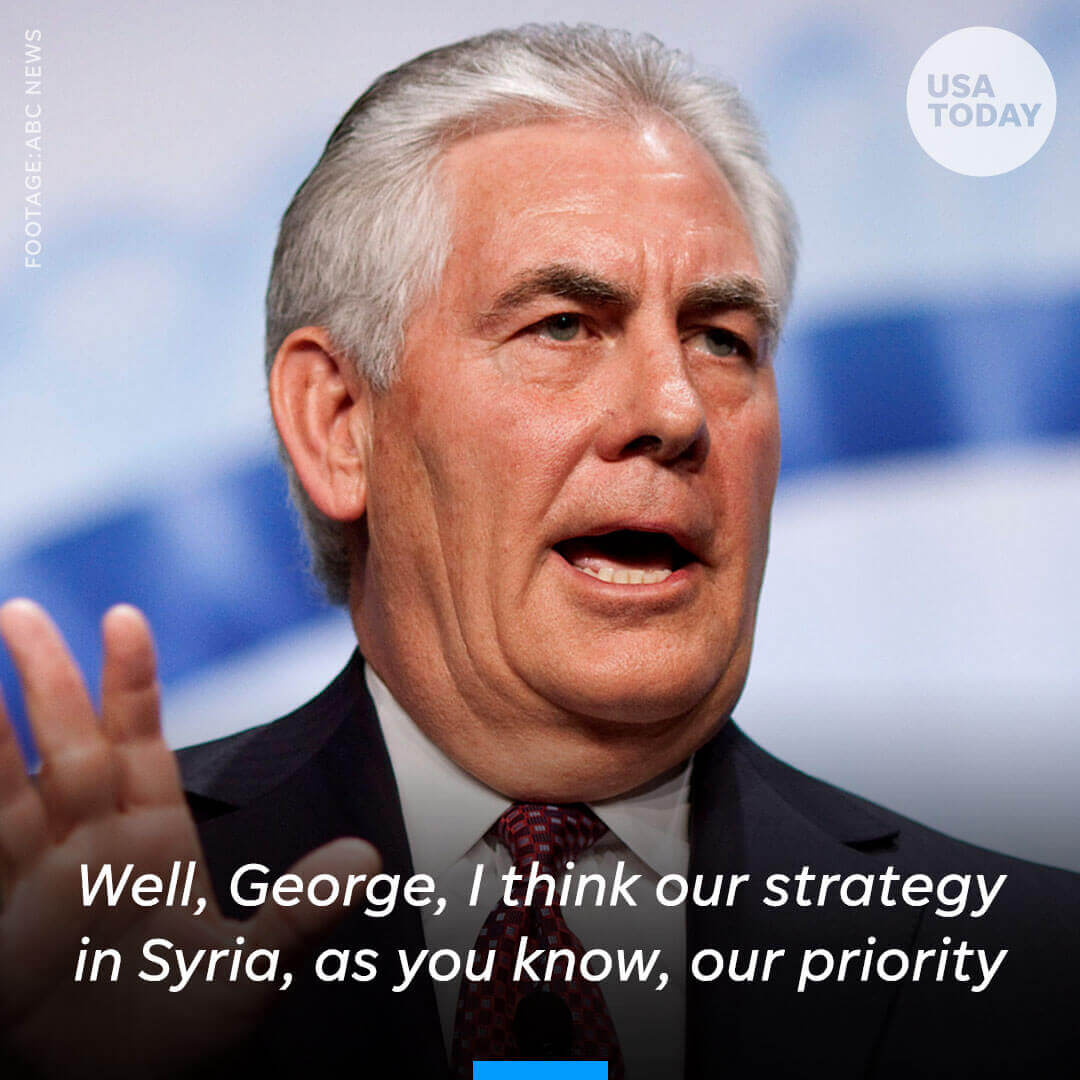 FOOTAGE: ABC NEWS
USA
TODAY
Well, George, I think our strategy
in Syria, as you know, our priority